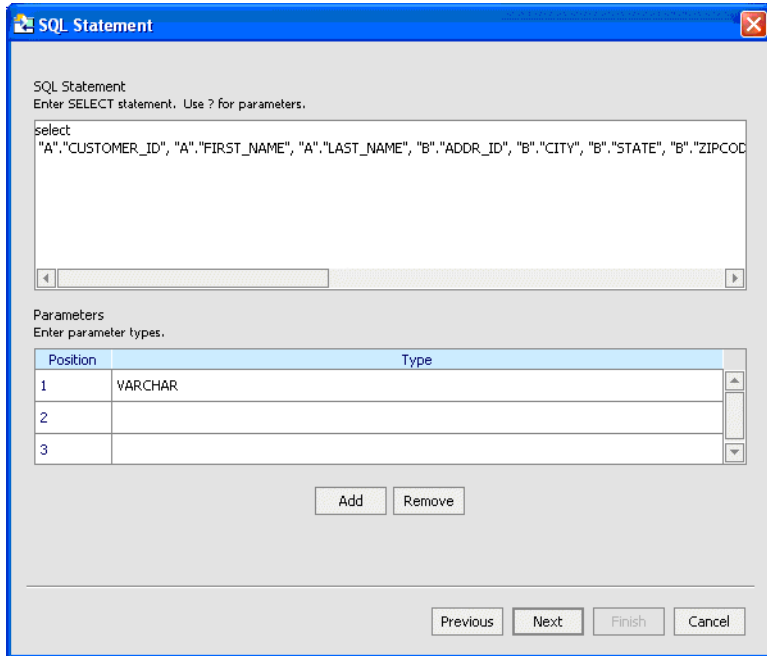 SQL Statement
SQL Statement
Enter SELECT statement. Use ? for parameters.
select
"A"."CUSTOMER_ID", "A"."FIRST_NAME", "A"."LAST_NAME", "B"."ADDR_ID", "B"."CITY", "B"."STATE", "B"."ZIPCOD
Parameters
Enter parameter types.
Position Type
1 VARCHAR
2
3
Add Remove
Previous Next Finish Cancel